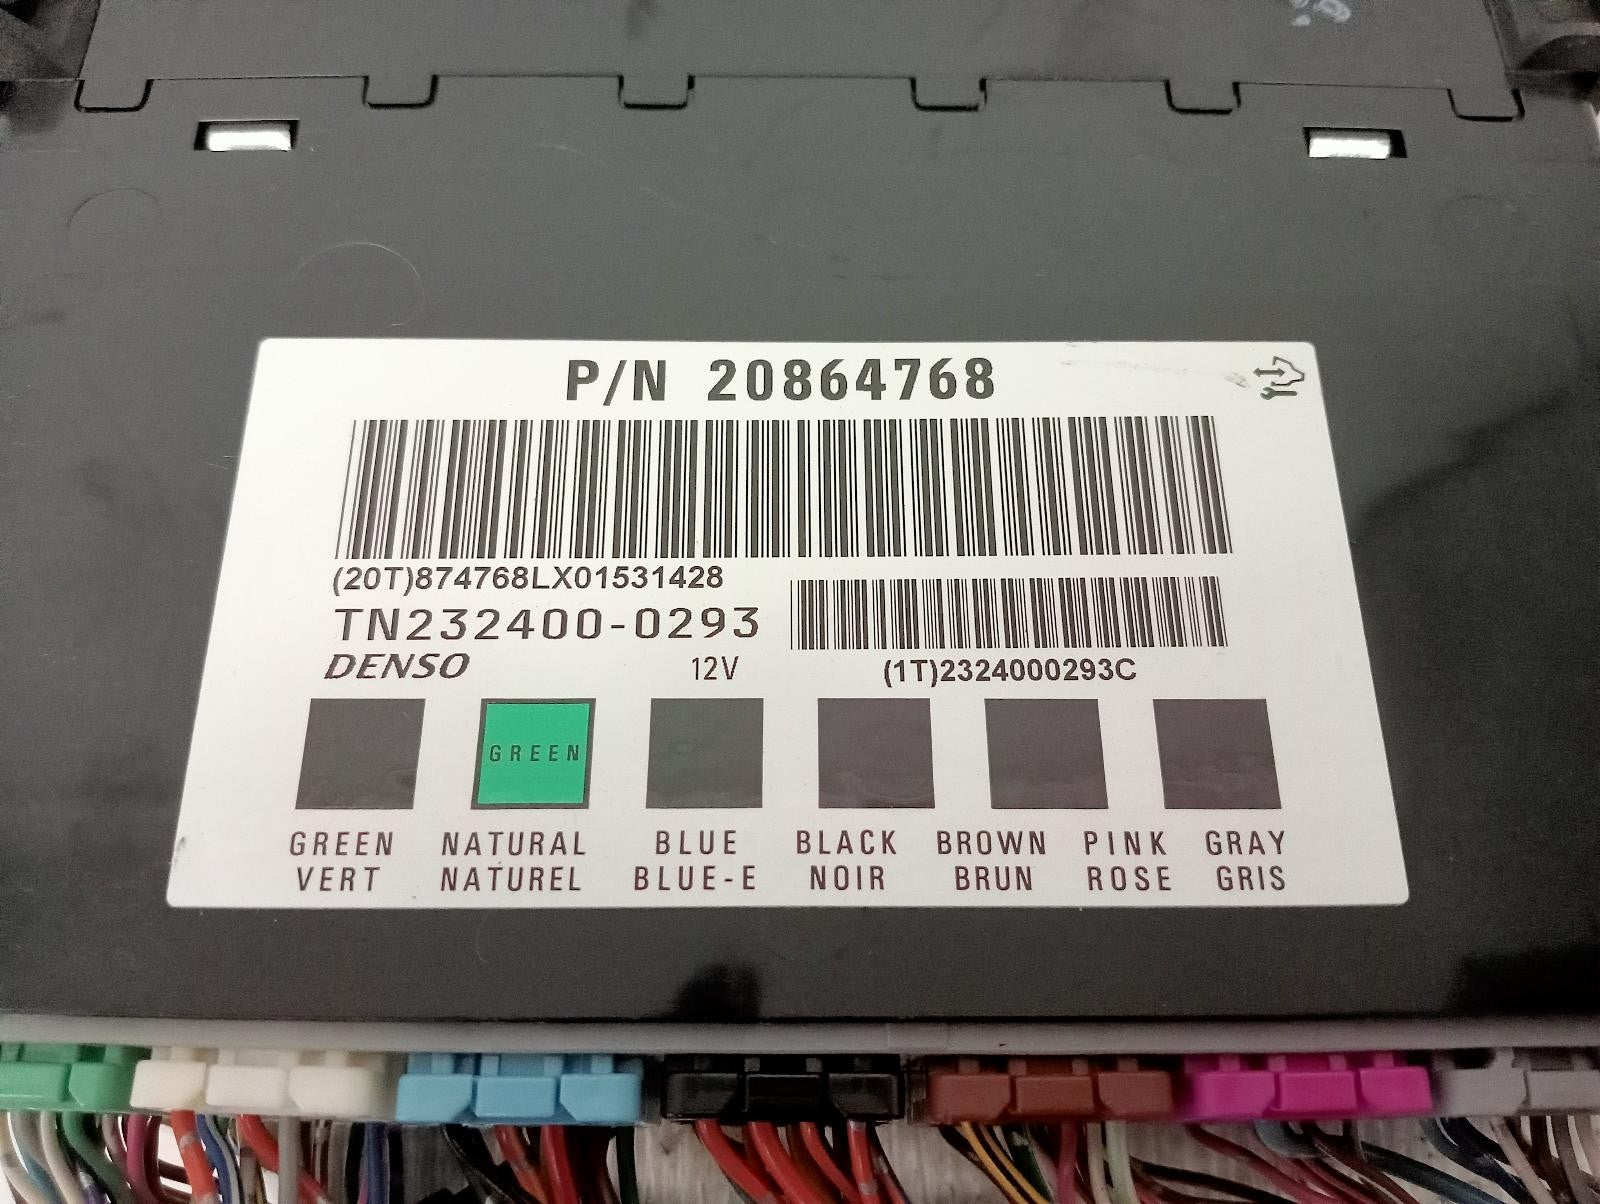 P/N 20864768
(20T)874768LX01531428
TN232400-0293
DENSO 12V
(1T)2324000293C
GREEN
GREEN NATURAL BLUE BLACK BROWN PINK GRAY
VERT NATUREL BLUE-E NOIR BRUN ROSE GRIS